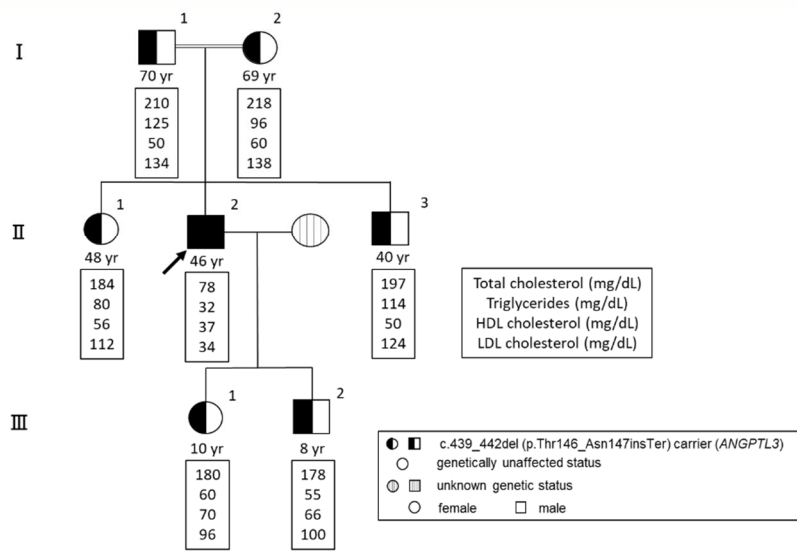 1 2
I
70 yr 69 yr
210 218
125 96
50 60
134 138
1 2 3
II
48 yr 46 yr 40 yr
184 78 197
80 32 114
56 37 50
112 34 124
Total cholesterol (mg/dL)
Triglycerides (mg/dL)
HDL cholesterol (mg/dL)
LDL cholesterol (mg/dL)
1 2
III
10 yr 8 yr
180 178
60 55
70 66
96 100
c.439_442del (p.Thr146_Asn147insTer) carrier (ANGPTL3)
genetically unaffected status
unknown genetic status
female male